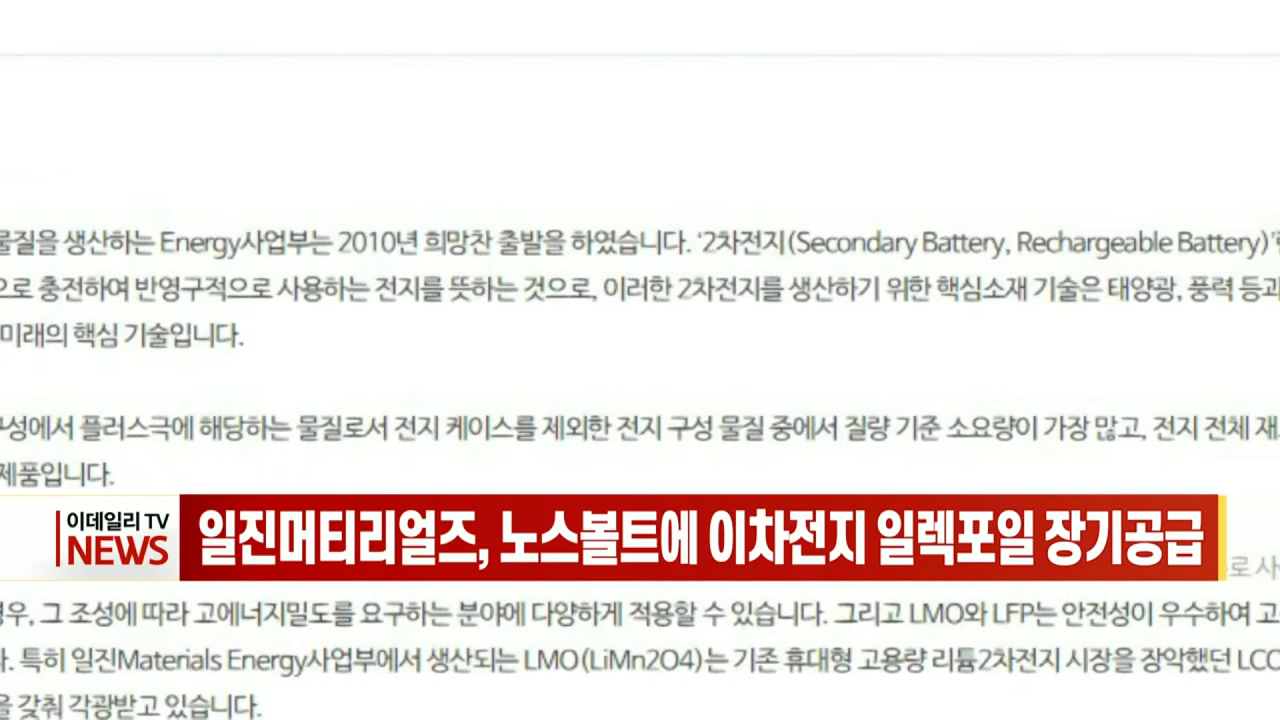 물질을 생산하는 Energy사업부는 2010년 희망찬 출발을 하였습니다. '2차전지(Secondary Battery, Rechargeable Battery)'
으로 충전하여 반영구적으로 사용하는 전지를 뜻하는 것으로, 이러한 2차전지를 생산하기 위한 핵심소재 기술은 태양광, 풍력 등과
미래의 핵심 기술입니다.
구성에서 플러스극에 해당하는 물질로서 전지 케이스를 제외한 전지 구성 물질 중에서 질량 기준 소요량이 가장 많고, 전지 전체 재
제품입니다.
이데일리 TV
NEWS
일진머티리얼즈, 노스볼트에 이차전지 일렉포일 장기공급
로 사
경우, 그 조성에 따라 고에너지밀도를 요구하는 분야에 다양하게 적용할 수 있습니다. 그리고 LMO와 LFP는 안전성이 우수하여 고
다. 특히 일진Materials Energy사업부에서 생산되는 LMO(LiMn2O4)는 기존 휴대형 고용량 리튬2차전지 시장을 장악했던 LCO
을 갖춰 각광받고 있습니다.